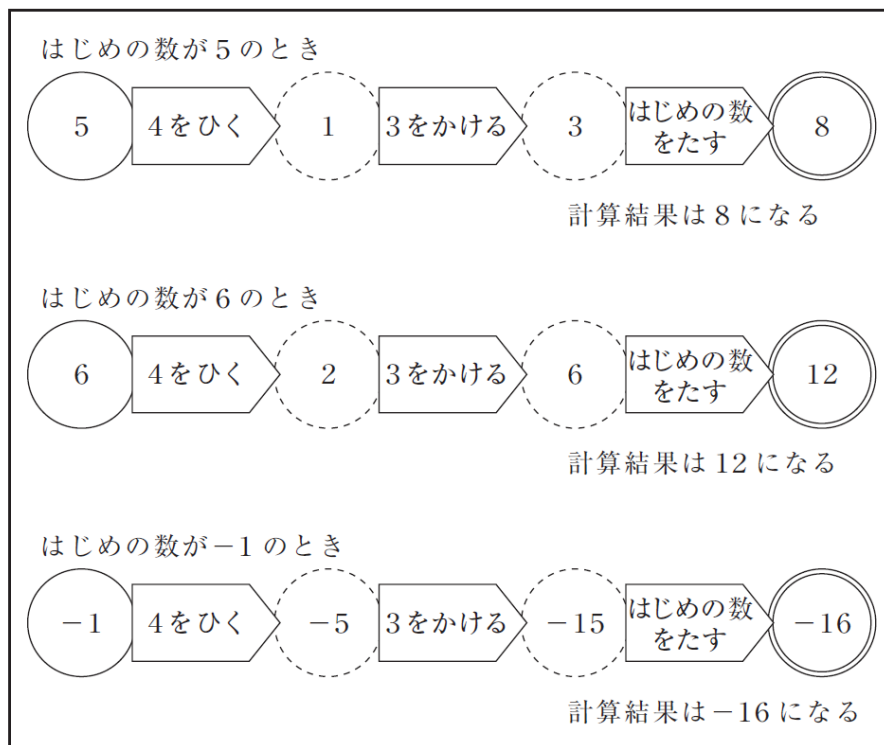 はじめの数が5のとき
5 4をひく 1 3をかける 3 はじめの数をたす 8
計算結果は8になる
はじめの数が6のとき
6 4をひく 2 3をかける 6 はじめの数をたす 12
計算結果は12になる
はじめの数が−1のとき
−1 4をひく −5 3をかける −15 はじめの数をたす −16
計算結果は−16になる